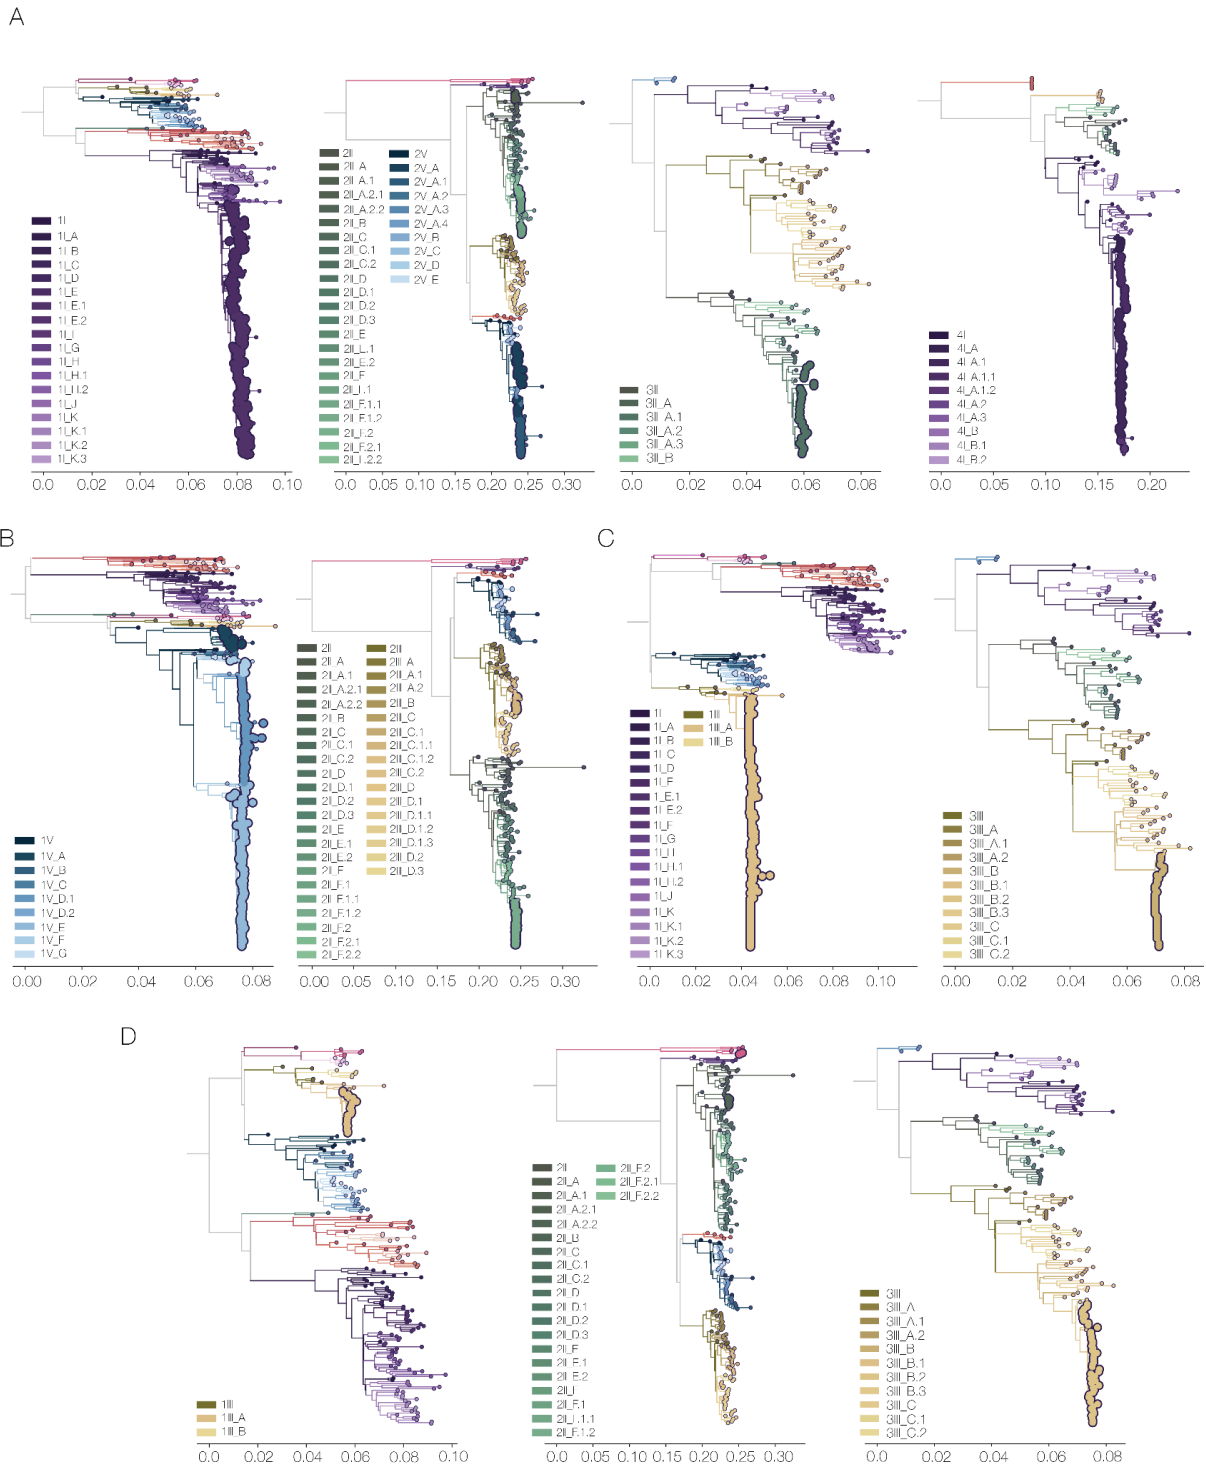 A
1I
1I_A
1I_B
1I_C
1I_D
1I_E
1I_E.1
1I_E.2
1I_G
1I_H
1I_H.1
1I_H.2
1I_J
1I_K
1I_K.1
1I_K.2
1I_K.3
0.0 0.02 0.04 0.06 0.08 0.10
2II
2II_A
2II_A.1
2II_A.2.1
2II_A.2.2
2II_B
2II_C
2II_C.1
2II_C.2
2II_D
2II_D.1
2II_D.2
2II_D.3
2II_E
2II_E.2
2II_F
2II_F.1.1
2II_F.1.2
2II_F.2
2II_F.2.1
2V
2V_A
2V_A.1
2V_A.2
2V_A.3
2V_A.4
2V_B
2V_C
2V_D
2V_E
0.0 0.05 0.10 0.15 0.20 0.25 0.30
3II
3II_A
3II_A.1
3II_A.2
3II_A.3
3II_B
0.00 0.02 0.04 0.06 0.08
4I
4I_A
4I_A.1
4I_A.1.1
4I_A.1.2
4I_A.2
4I_A.3
4I_B
4I_B.1
4I_B.2
0.0 0.05 0.10 0.15 0.20
B
1V
1V_A
1V_B
1V_C
1V_D.1
1V_D.2
1V_E
1V_F
1V_G
0.00 0.02 0.04 0.06 0.08
2II
2II_A
2II_A.1
2II_A.2.1
2II_A.2.2
2II_B
2II_C
2II_C.1
2II_C.2
2II_D
2II_D.1
2II_D.2
2II_D.3
2II_E
2II_E.1
2II_E.2
2II_F
2II_F.1
2II_F.1.1
2II_F.1.2
2II_F.2
2II_F.2.1
2II_F.2.2
2III
2III_A
2III_A.1
2III_A.2
2III_B
2III_C
2III_C.1
2III_C.1.1
2III_C.1.2
2III_C.2
2III_D
2III_D.1
2III_D.1.1
2III_D.1.2
2III_D.1.3
2III_D.2
2III_D.3
0.00 0.05 0.10 0.15 0.20 0.25 0.30
C
1I
1I_A
1I_B
1I_C
1I_D
1I_E.2
1I_F
1I_G
1I_H
1I_H.1
1I_H.2
1I_J
1I_K
1I_K.1
1I_K.2
1I_K.3
1III
1III_A
1III_B
0.0 0.02 0.04 0.06 0.08 0.10
3III
3III_A
3III_A.1
3III_A.2
3III_B
3III_B.1
3III_B.2
3III_B.3
3III_C
3III_C.1
3III_C.2
0.00 0.02 0.04 0.06 0.08
D
1III
1III_A
1III_B
0.0 0.02 0.04 0.06 0.08 0.10
2II
2II_A
2II_A.1
2II_A.2.1
2II_A.2.2
2II_B
2II_C
2II_C.1
2II_C.2
2II_D
2II_D.1
2II_D.2
2II_D.3
2II_E.1
2II_E.2
2II_F.1
2II_F.1.2
2II_F.2
2II_F.2.1
2II_F.2.2
0.0 0.05 0.10 0.15 0.20 0.25 0.30
3III
3III_A
3III_A.1
3III_A.2
3III_B
3III_B.1
3III_B.2
3III_B.3
3III_C
3III_C.1
3III_C.2
0.0 0.02 0.04 0.06 0.08